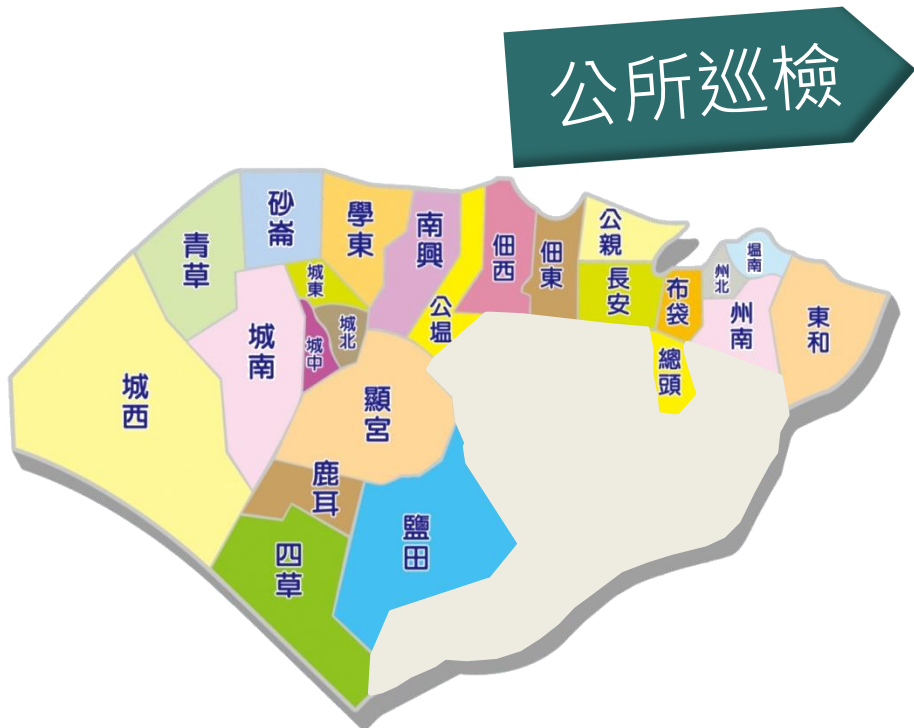 公所巡檢
砂崙
學東
南興
佃西
佃東
公親
塭南
青草
城東
公塭
長安
布袋
州北
州南
東和
城南
城中
城北
總頭
城西
顯宮
鹿耳
鹽田
四草